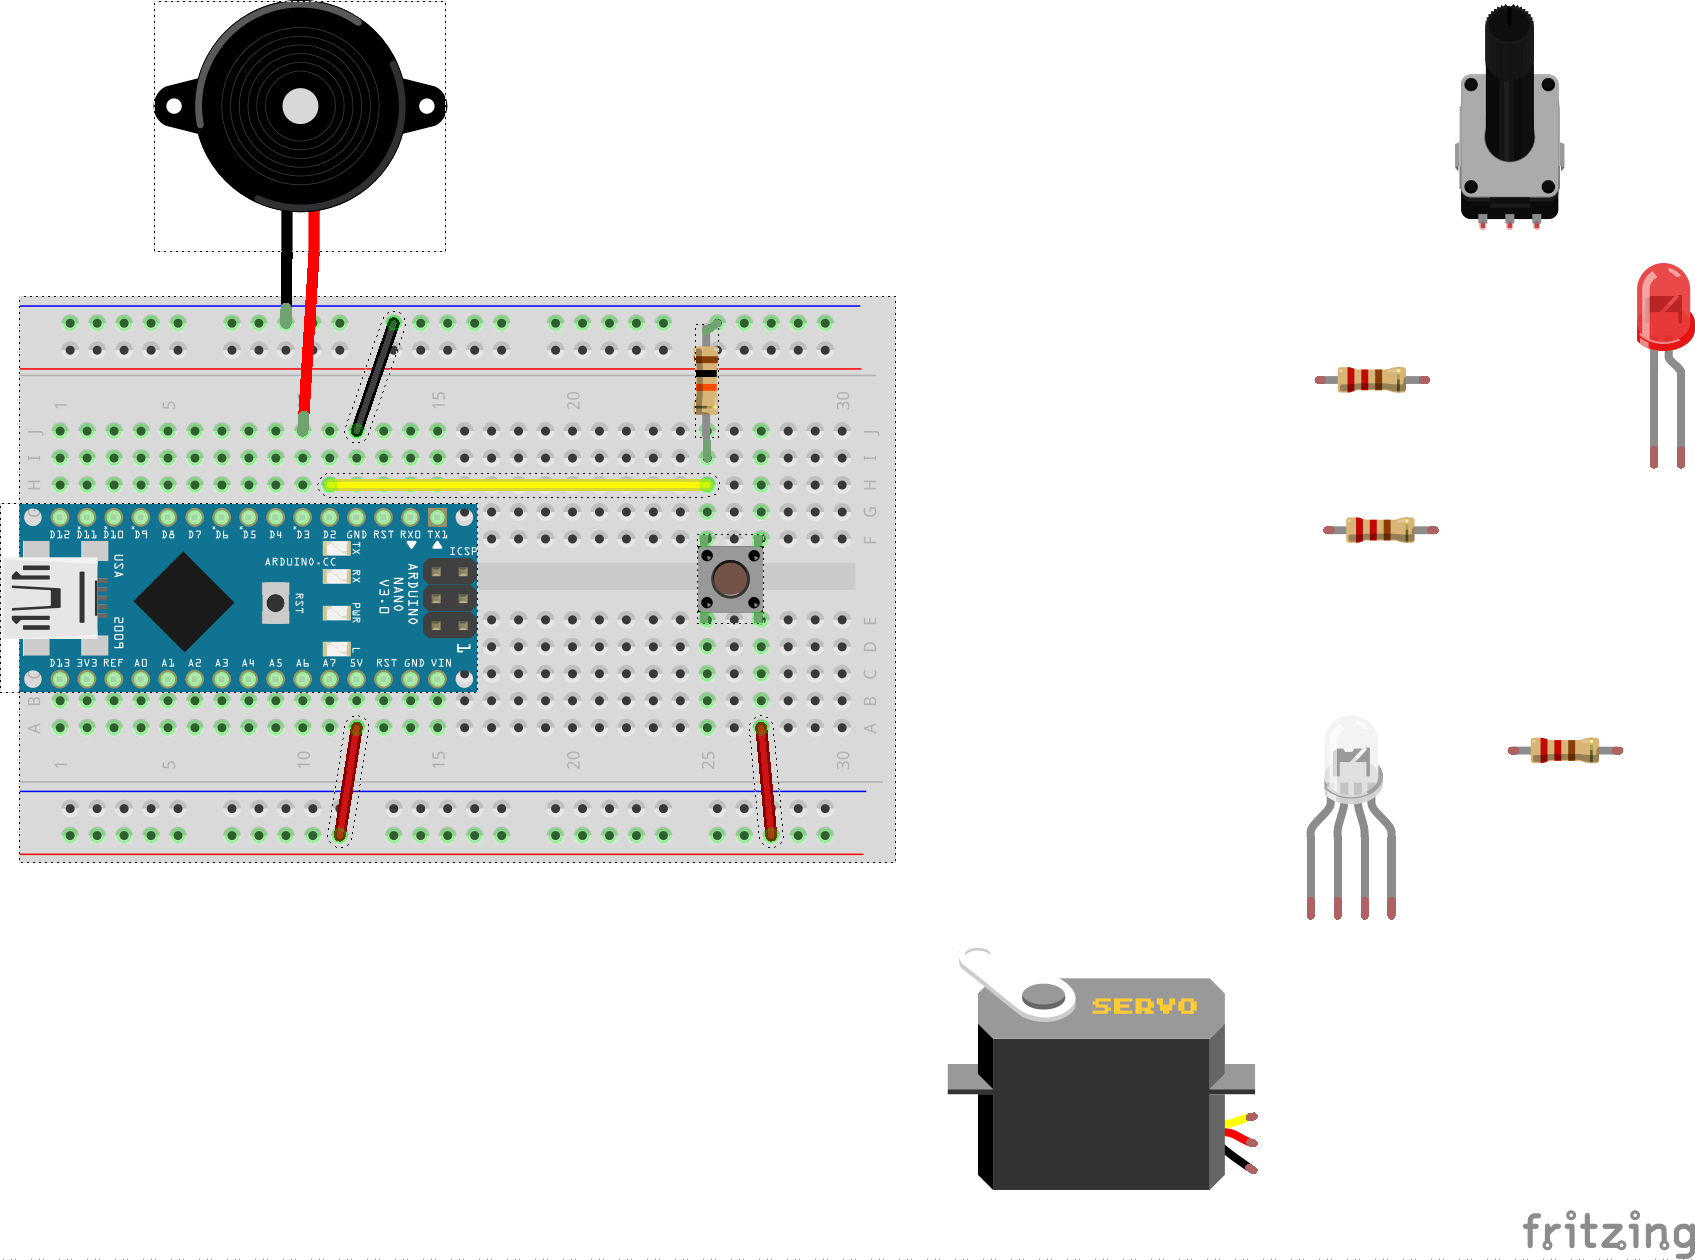 1 5 15 20 30
J J
I I
H H
G G
F
D12 D11 D10 D9 D8 D7 D6 D5 D4 D3 D2 GND RST RX0 TX1
ICSP
TX
USA
ARDUINO.CC
RX
ARDUINO
NANO
V3.0
RST
PWR
6005
L
1
D13 3V3 REF A0 A1 A2 A3 A4 A5 A6 A7 5V RST GND VIN
E
D
C
B B
A A
1 5 10 15 20 25 30
SERVO
fritzing